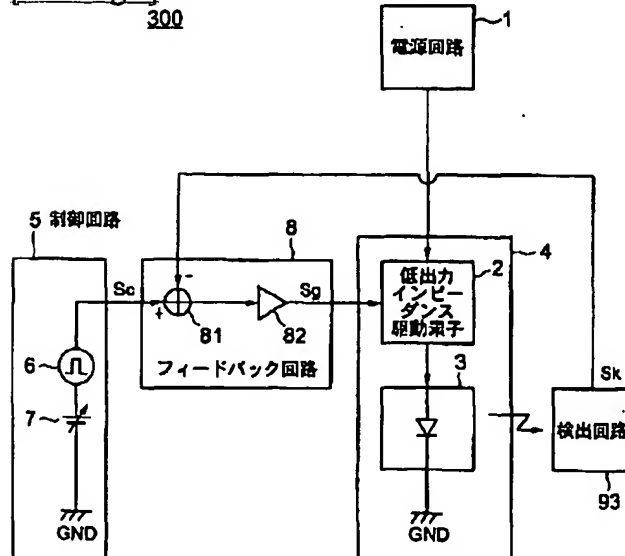 300
1
電源回路
5 制御回路
8
4
2
低出力
インピー
ダンス
駆動素子
Sc
-
+
81
82
Sg
フィードバック回路
6
7
3
Sk
検出回路
93
GND
GND